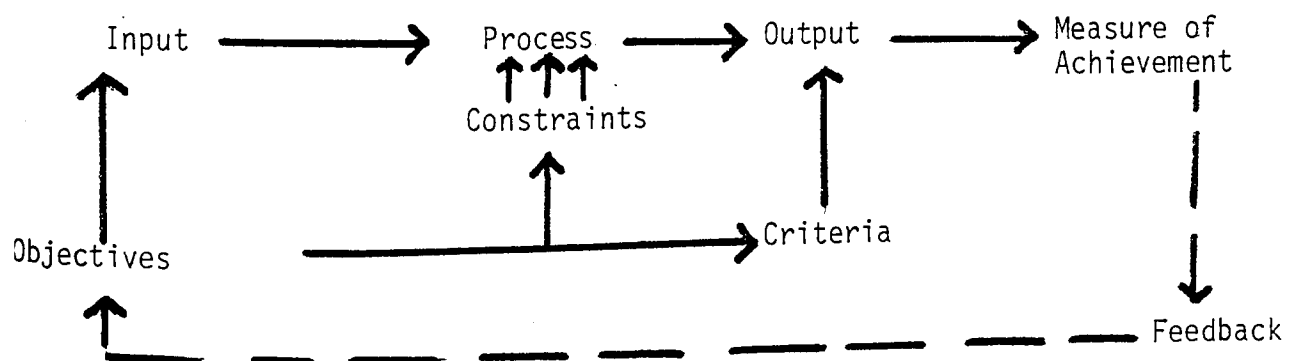 Input
Process
Output
Measure of
Achievement
Constraints
Objectives
Criteria
Feedback